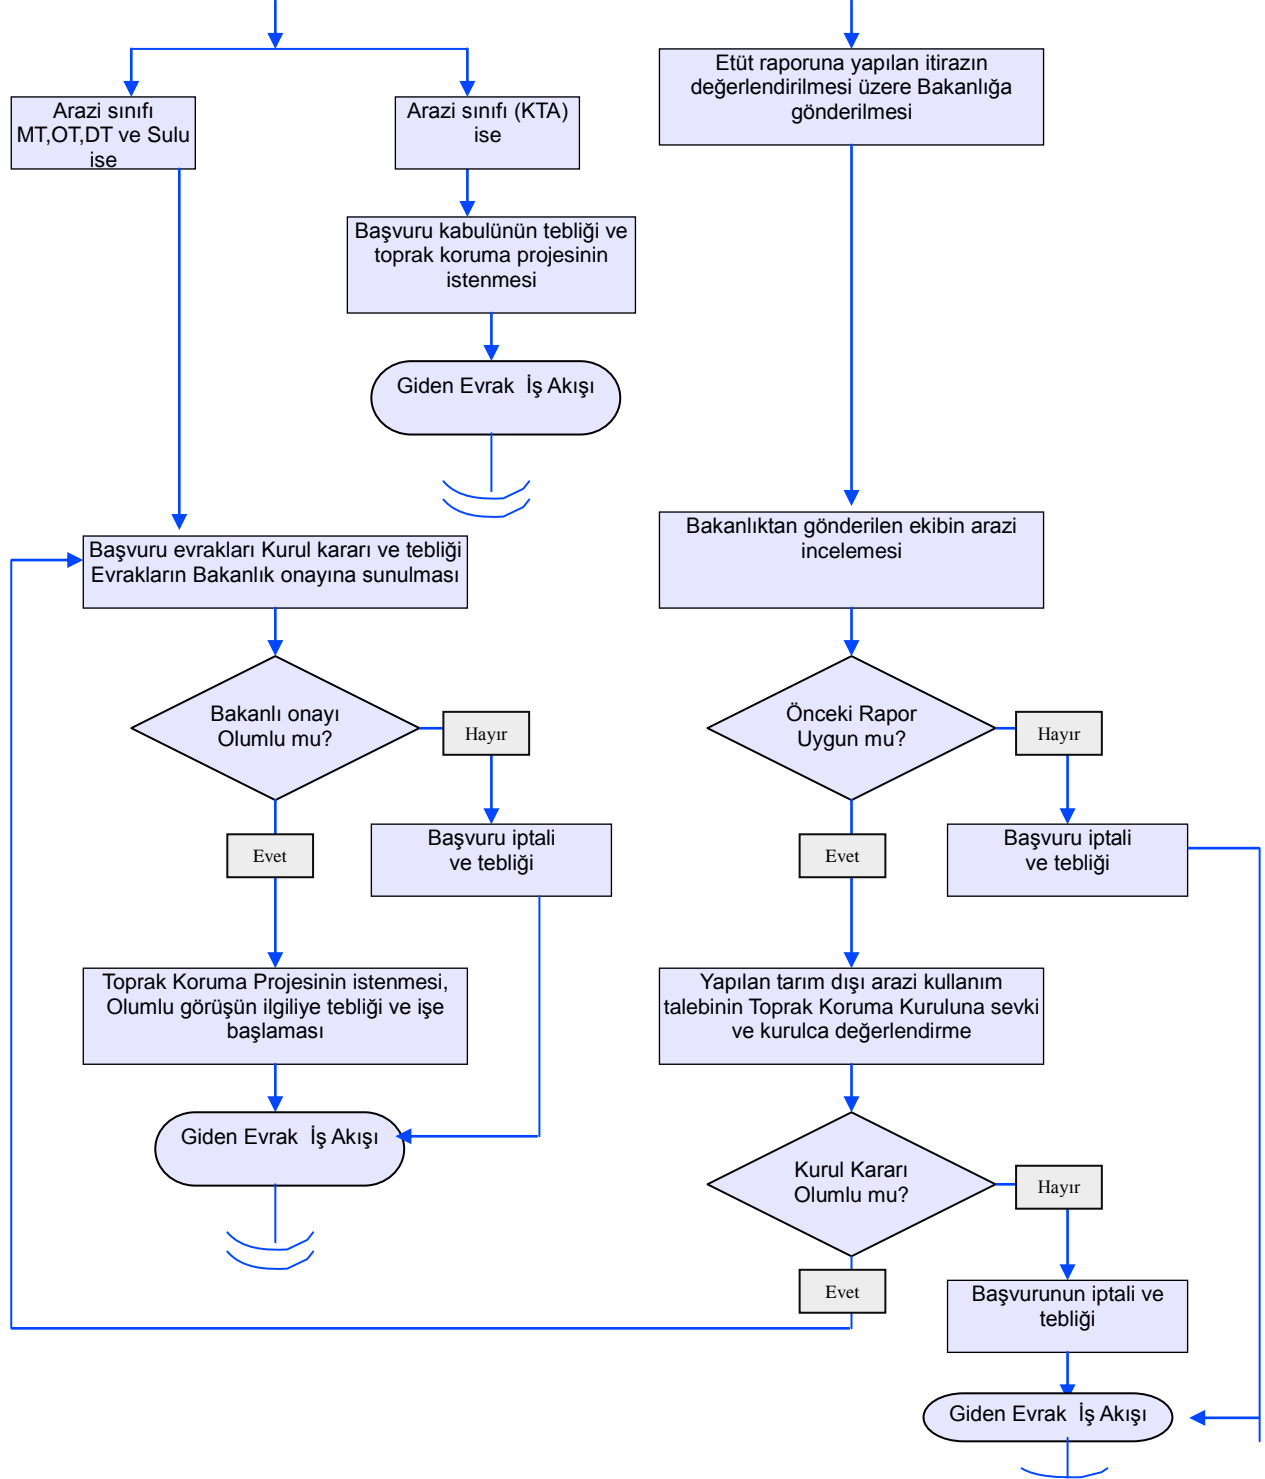 Arazi sınıfı
MT,OT,DT ve Sulu
ise
Arazi sınıfı (KTA)
ise
Başvuru kabulünün tebliği ve
toprak koruma projesinin
istenmesi
Giden Evrak İş Akışı
Başvuru evrakları Kurul kararı ve tebliği
Evrakların Bakanlık onayına sunulması
Bakanlı onayı
Olumlu mu?
Hayır
Evet
Başvuru iptali
ve tebliği
Toprak Koruma Projesinin istenmesi,
Olumlu görüşün ilgiliye tebliği ve işe
başlaması
Giden Evrak İş Akışı
Etüt raporuna yapılan itirazın
değerlendirilmesi üzere Bakanlığa
gönderilmesi
Bakanlıktan gönderilen ekibin arazi
incelemesi
Önceki Rapor
Uygun mu?
Hayır
Evet
Başvuru iptali
ve tebliği
Yapılan tarım dışı arazi kullanım
talebinin Toprak Koruma Kuruluna sevki
ve kurulca değerlendirme
Kurul Kararı
Olumlu mu?
Hayır
Evet
Başvurunun iptali ve
tebliği
Giden Evrak İş Akışı